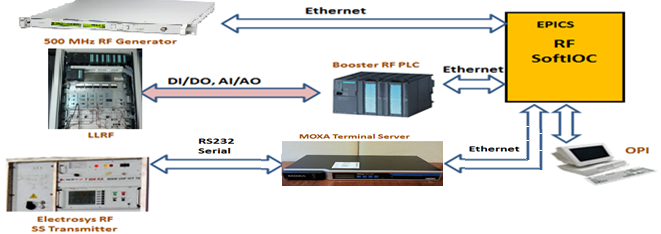 Ethernet
EPICS
RF
SoftIOC
500 MHz RF Generator
Booster RF PLC
Ethernet
DI/DO, AI/AO
LLRF
MOXA Terminal Server
RS232
Serial
Ethernet
OPI
Electrosys RF
SS Transmitter